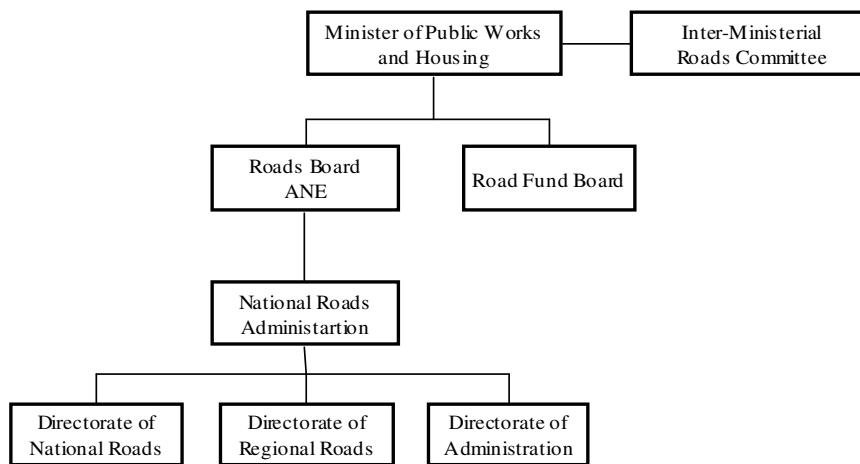 Minister of Public Works
and Housing
Inter-Ministerial
Roads Committee
Roads Board
ANE
Road Fund Board
National Roads
Administartion
Directorate of
National Roads
Directorate of
Regional Roads
Directorate of
Administration